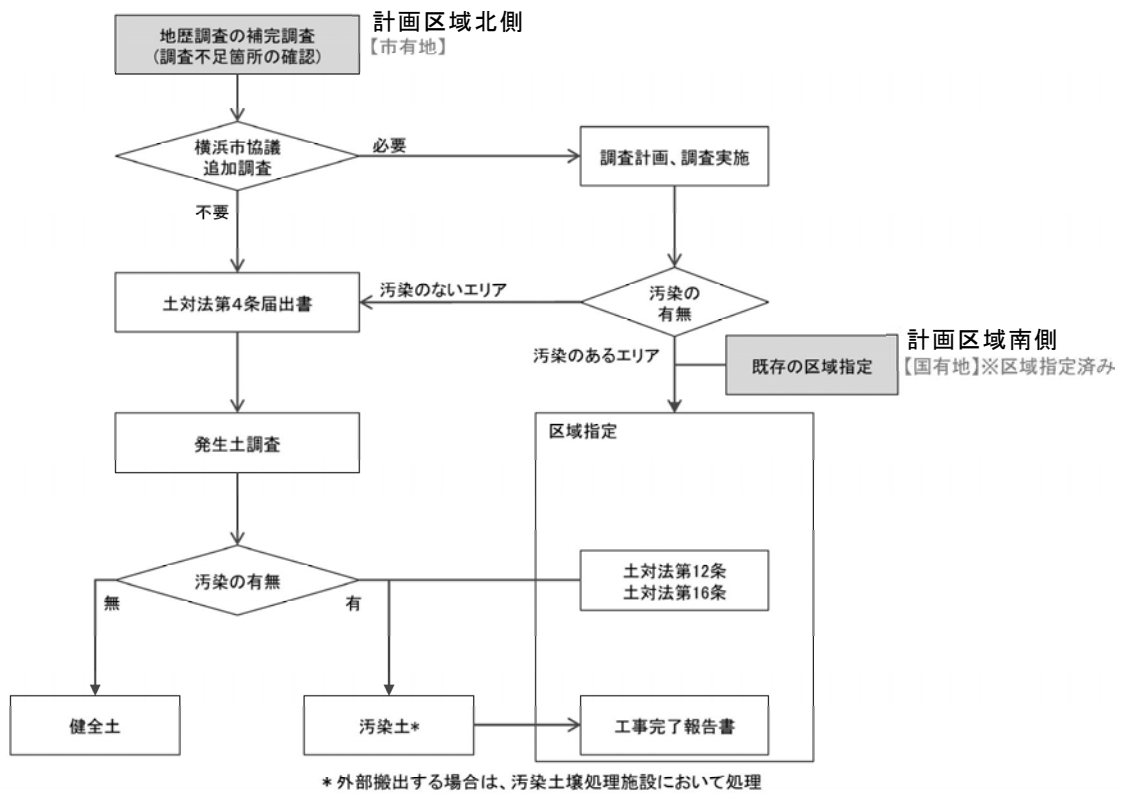 地歴調査の補完調査
(調査不足箇所の確認)
計画区域北側
【市有地】
横浜市協議
追加調査
必要
調査計画、調査実施
不要
土対法第4条届出書
汚染のないエリア
汚染の
有無
汚染のあるエリア
既存の区域指定
計画区域南側
【国有地】※区域指定済み
発生土調査
区域指定
汚染の有無
無
有
土対法第12条
土対法第16条
健全土
汚染土*
工事完了報告書
* 外部搬出する場合は、汚染土壌処理施設において処理